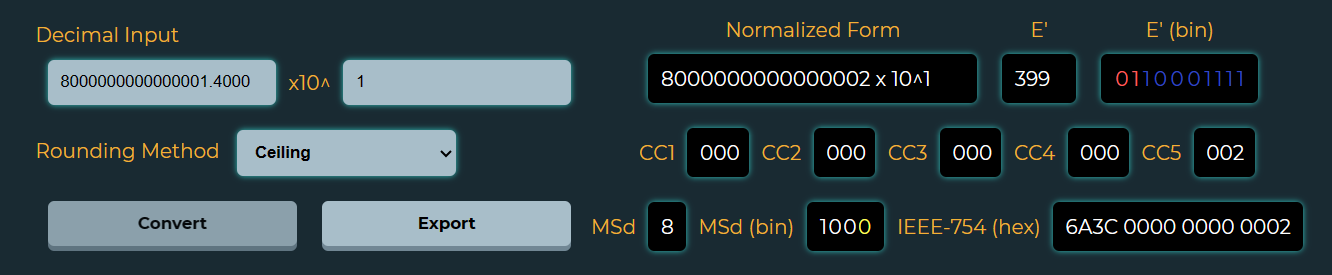 Decimal Input
8000000000000001.4000 x10^ 1
Rounding Method Ceiling
Convert Export
Normalized Form E' E' (bin)
8000000000000002 x 10^1 399 0110001111
CC1 000 CC2 000 CC3 000 CC4 000 CC5 002
MSd 8 MSd (bin) 1000 IEEE-754 (hex) 6A3C 0000 0000 0002